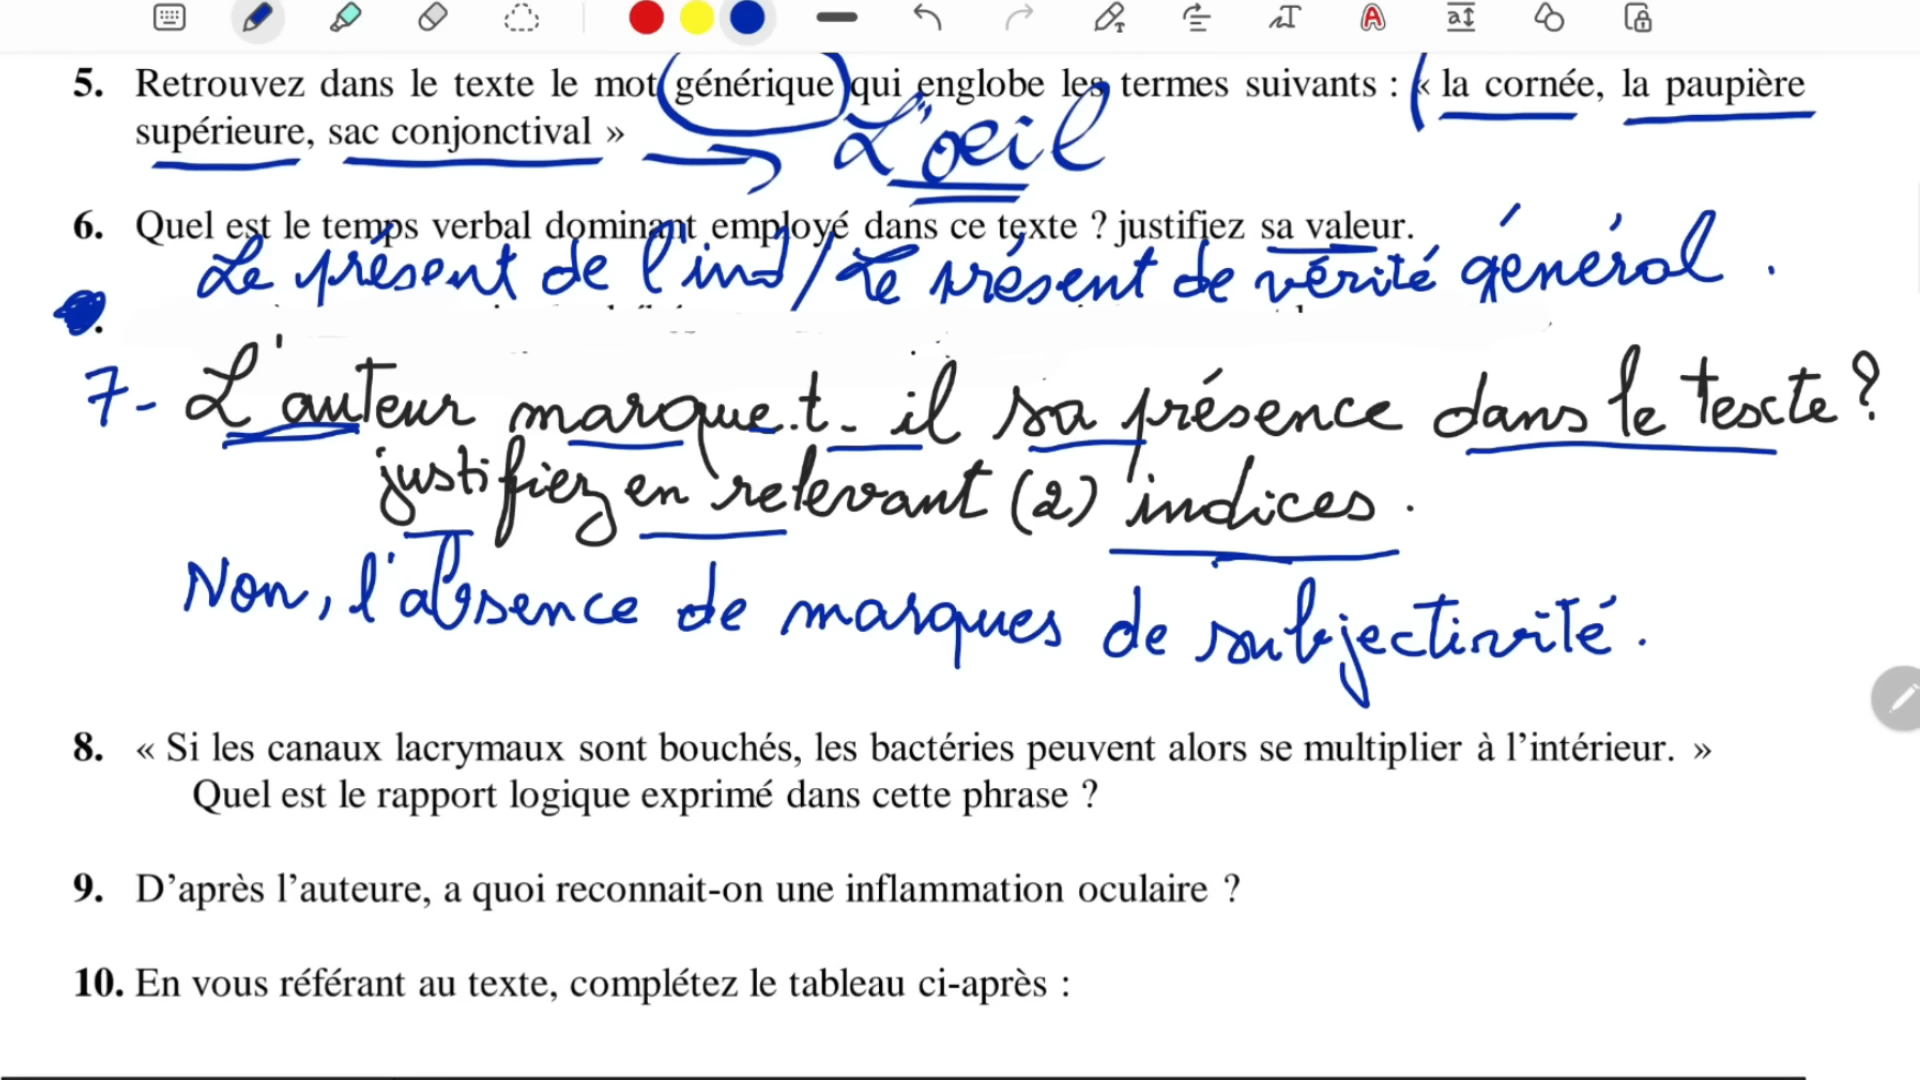 5. Retrouvez dans le texte le mot générique qui englobe les termes suivants : « la cornée, la paupière
supérieure, sac conjonctival » L'oeil
6. Quel est le temps verbal dominant employé dans ce texte ? justifiez sa valeur.
Le présent de l'ind/Le présent de vérité général.
7- L'auteur marque.t-il sa présence dans le texte ?
justifiez en relevant (2) indices.
Non, l'absence de marques de subjectivité.
8. « Si les canaux lacrymaux sont bouchés, les bactéries peuvent alors se multiplier à l'intérieur. »
Quel est le rapport logique exprimé dans cette phrase ?
9. D'après l'auteure, a quoi reconnait-on une inflammation oculaire ?
10. En vous référant au texte, complétez le tableau ci-après :